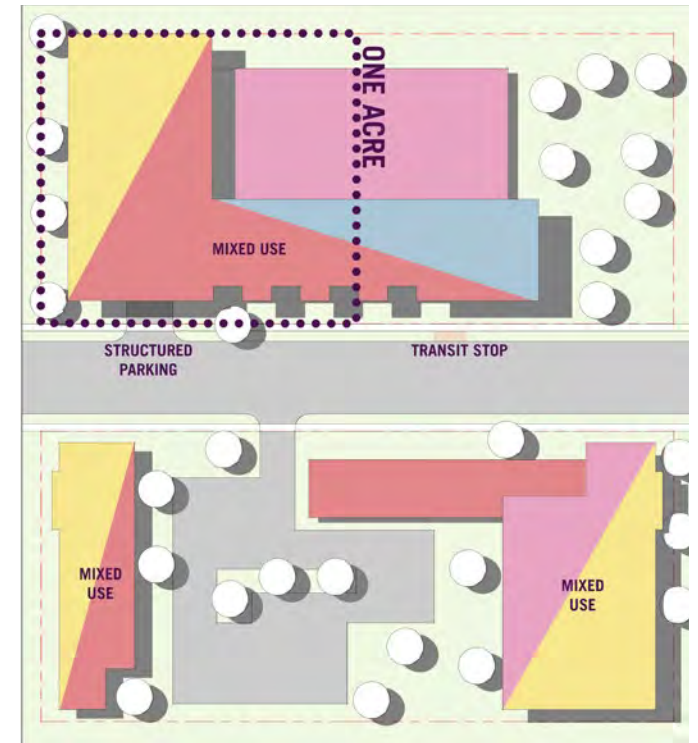 ONE ACRE
MIXED USE
STRUCTURED
PARKING
TRANSIT STOP
MIXED
USE
MIXED
USE